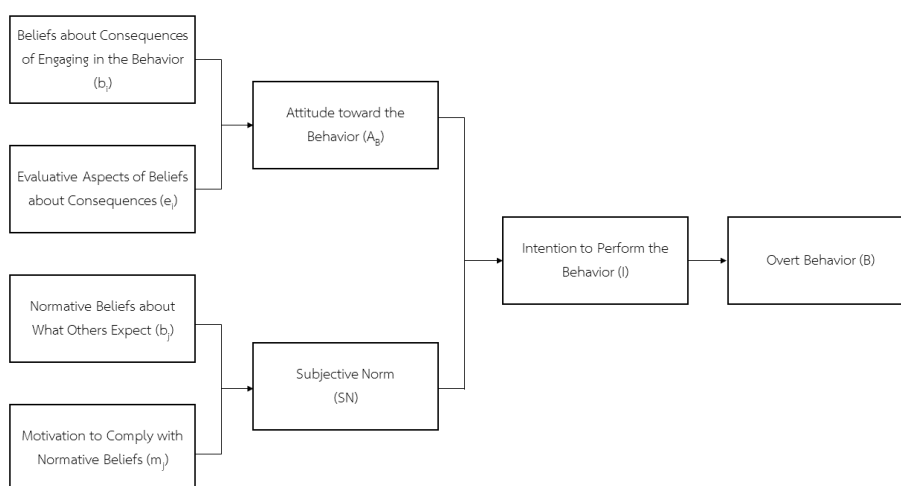 Beliefs about Consequences
of Engaging in the Behavior
(bᵢ)
Evaluative Aspects of Beliefs
about Consequences (eᵢ)
Normative Beliefs about
What Others Expect (bⱼ)
Motivation to Comply with
Normative Beliefs (mⱼ)
Attitude toward the
Behavior (A_B)
Subjective Norm
(SN)
Intention to Perform the
Behavior (I)
Overt Behavior (B)